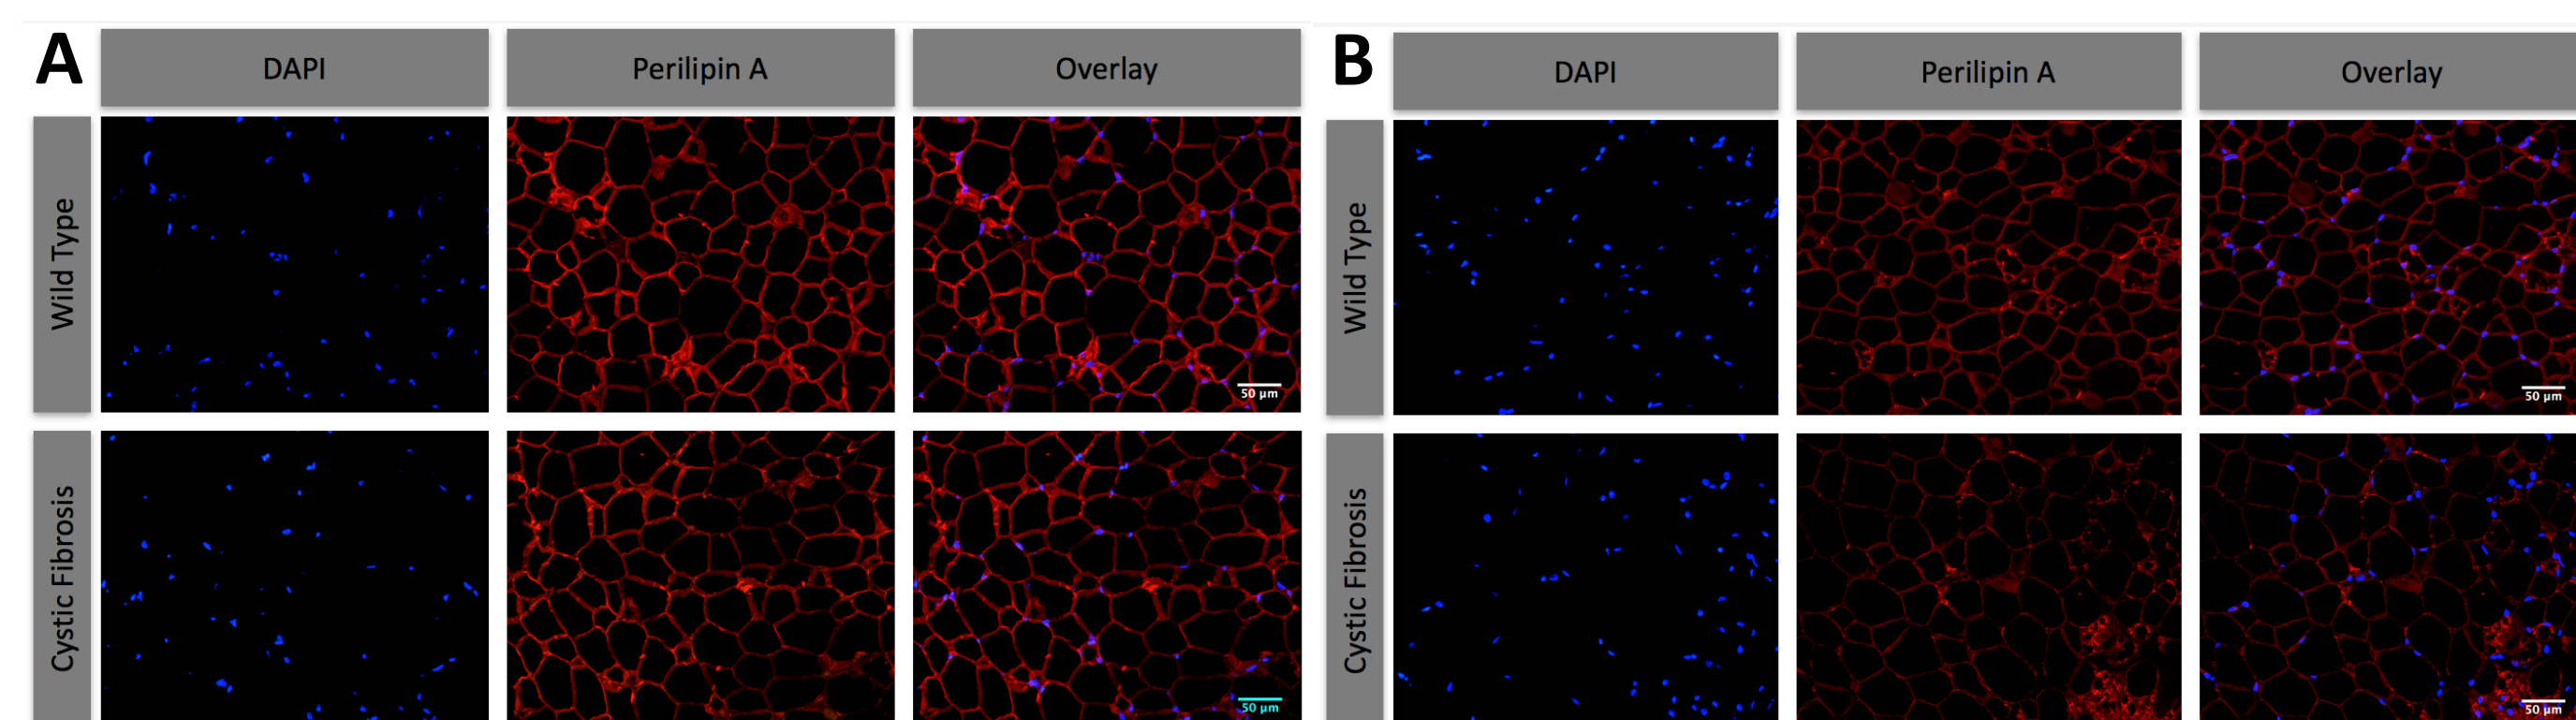 A
DAPI
Perilipin A
Overlay
Wild Type
50 µm
Cystic Fibrosis
50 µm
B
DAPI
Perilipin A
Overlay
Wild Type
50 µm
Cystic Fibrosis
50 µm